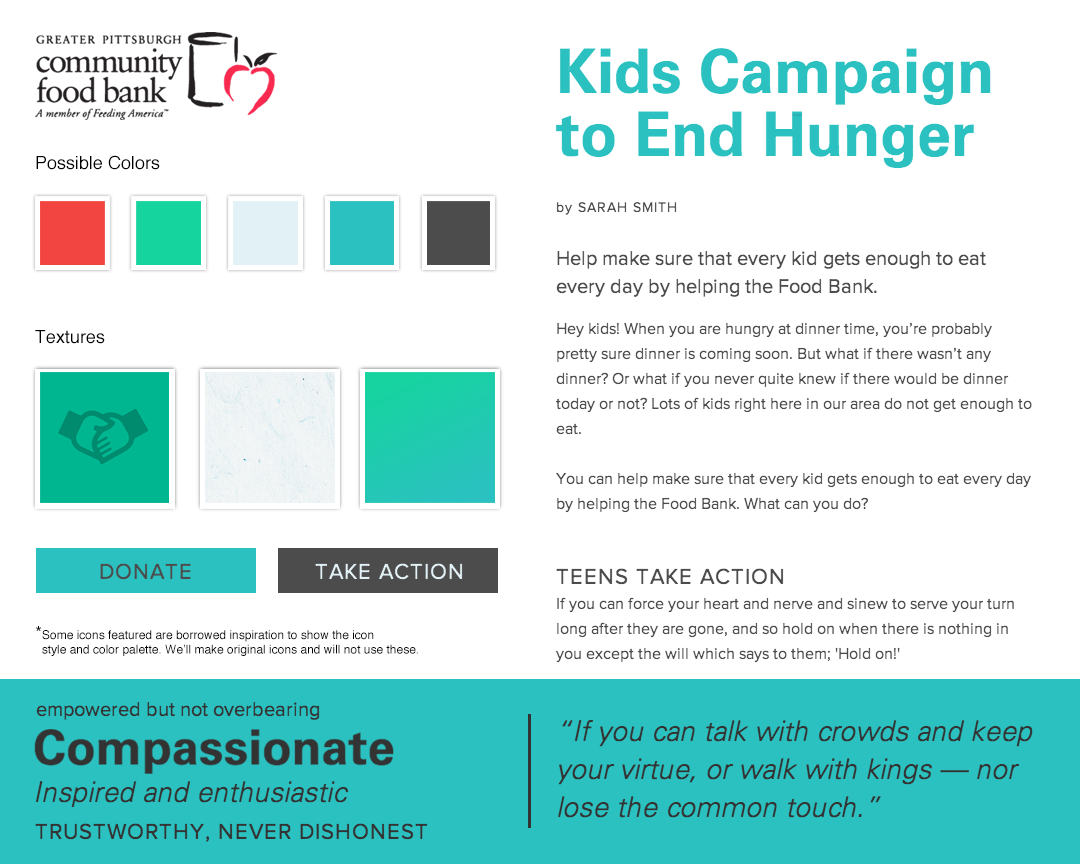 GREATER PITTSBURGH
community
food bank
A member of Feeding America™
Possible Colors
Textures
DONATE
TAKE ACTION
*Some icons featured are borrowed inspiration to show the icon
style and color palette. We'll make original icons and will not use these.
Kids Campaign
to End Hunger
by SARAH SMITH
Help make sure that every kid gets enough to eat
every day by helping the Food Bank.
Hey kids! When you are hungry at dinner time, you're probably
pretty sure dinner is coming soon. But what if there wasn't any
dinner? Or what if you never quite knew if there would be dinner
today or not? Lots of kids right here in our area do not get enough to
eat.
You can help make sure that every kid gets enough to eat every day
by helping the Food Bank. What can you do?
TEENS TAKE ACTION
If you can force your heart and nerve and sinew to serve your turn
long after they are gone, and so hold on when there is nothing in
you except the will which says to them; 'Hold on!'
empowered but not overbearing
Compassionate
Inspired and enthusiastic
TRUSTWORTHY, NEVER DISHONEST
“If you can talk with crowds and keep
your virtue, or walk with kings — nor
lose the common touch.”